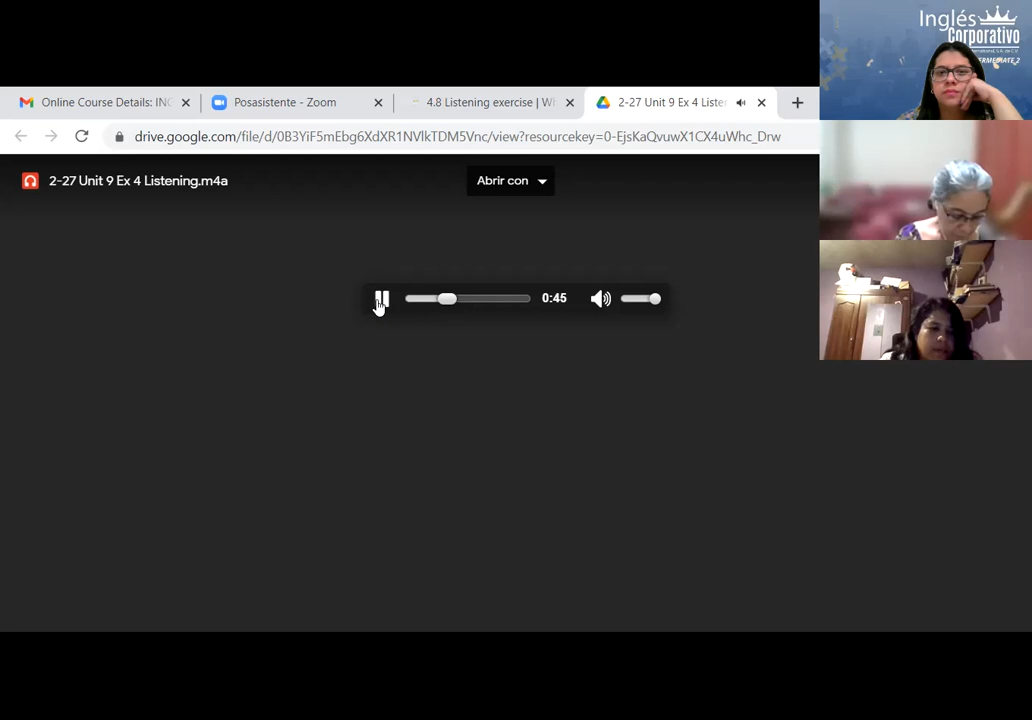 Inglés
Corporativo
Online Course Details: INC
Posasistente - Zoom
4.8 Listening exercise | Wh
2-27 Unit 9 Ex 4 Liste
drive.google.com/file/d/0B3YiF5mEbg6XdXR1NVlkTDM5Vnc/view?resourcekey=0-EjsKaQvuwX1CX4uWhc_Drw
2-27 Unit 9 Ex 4 Listening.m4a
Abrir con
0:45